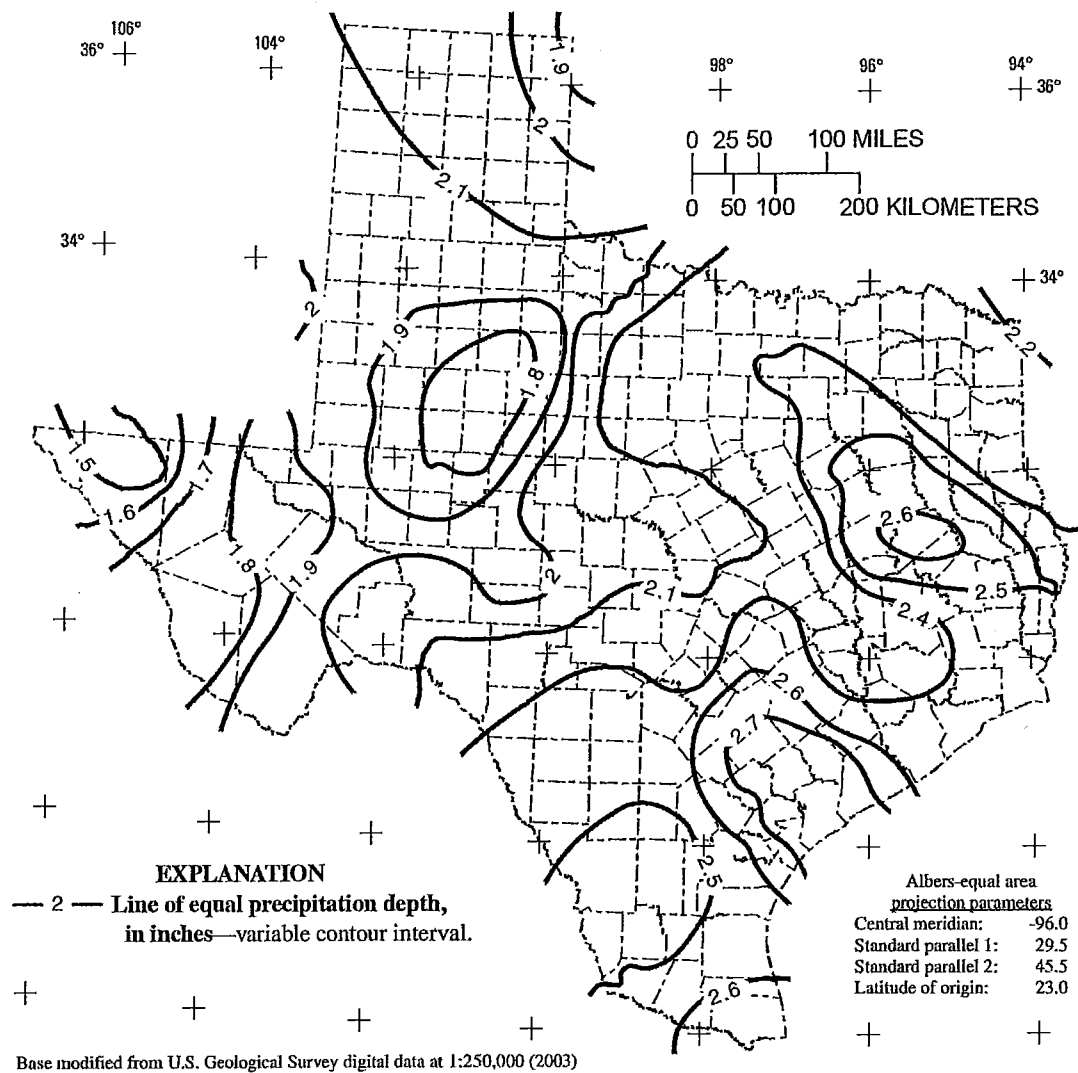 106°
36°
104°
98°
96°
94°
36°
1.9
2
0 25 50 100 MILES
0 50 100 200 KILOMETERS
2.1
34°
34°
2
1.9
2.2
1.8
1.5
1.7
1.6
2.6
1.8
1.9
2
2.1
2.5
2.4
2.6
2.7
2.5
2.6
EXPLANATION
2 Line of equal precipitation depth,
in inches—variable contour interval.
Albers-equal area
projection parameters
Central meridian: -96.0
Standard parallel 1: 29.5
Standard parallel 2: 45.5
Latitude of origin: 23.0
Base modified from U.S. Geological Survey digital data at 1:250,000 (2003)